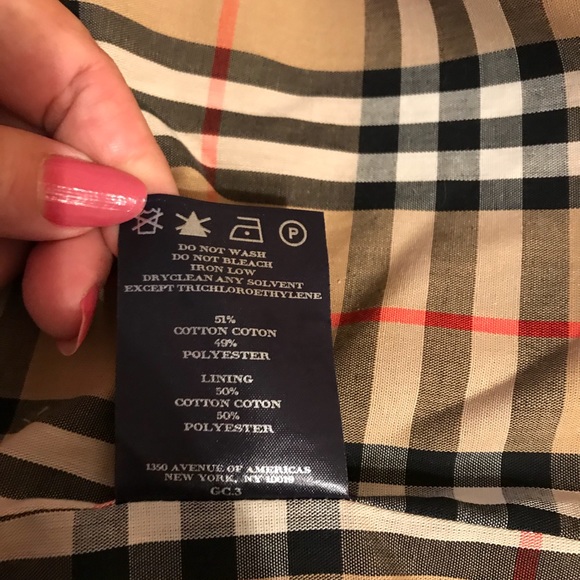 P
DO NOT WASH
DO NOT BLEACH
IRON LOW
DRYCLEAN ANY SOLVENT
EXCEPT TRICHLOROETHYLENE
51%
COTTON COTON
49%
POLYESTER
LINING
50%
COTTON COTON
50%
POLYESTER
1350 AVENUE OF AMERICAS
NEW YORK, NY 10019
GC.3